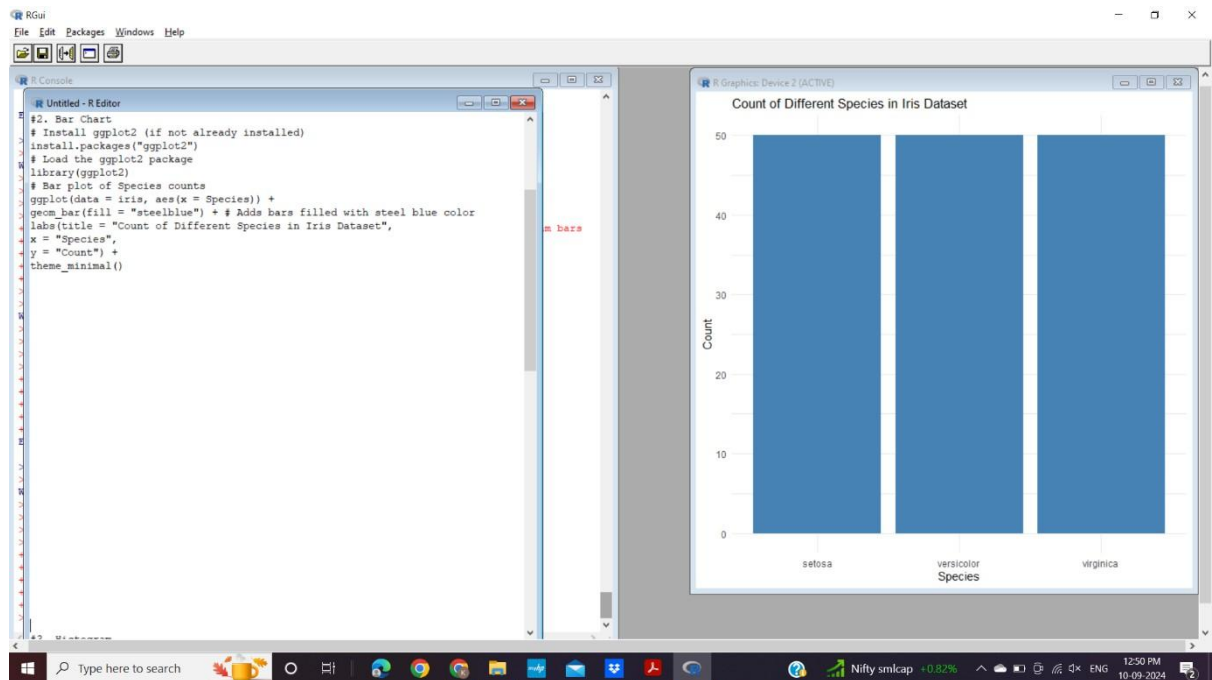 RGui
File Edit Packages Windows Help
R Console
Untitled - R Editor
#2. Bar Chart
# Install ggplot2 (if not already installed)
install.packages("ggplot2")
# Load the ggplot2 package
library(ggplot2)
# Bar plot of Species counts
ggplot(data = iris, aes(x = Species)) +
geom_bar(fill = "steelblue") + # Adds bars filled with steel blue color
labs(title = "Count of Different Species in Iris Dataset",
x = "Species",
y = "Count") +
theme_minimal()
#3. Histogram
m bars
R Graphics: Device 2 (ACTIVE)
Count of Different Species in Iris Dataset
50
40
30
20
10
0
Count
setosa versicolor virginica
Species
Type here to search
Nifty smlcap +0.82%
ENG
12:50 PM
10-09-2024
2